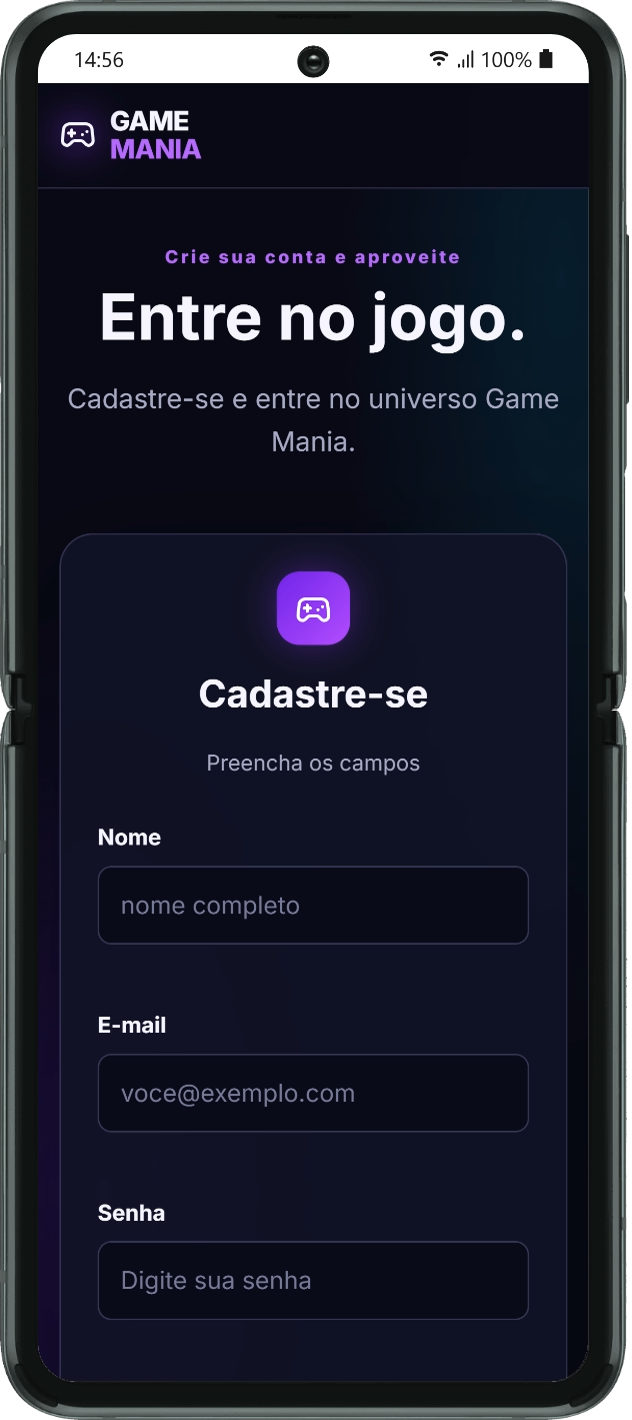 14:56
100%
GAME
MANIA
Crie sua conta e aproveite
Entre no jogo.
Cadastre-se e entre no universo Game
Mania.
Cadastre-se
Preencha os campos
Nome
nome completo
E-mail
voce@exemplo.com
Senha
Digite sua senha